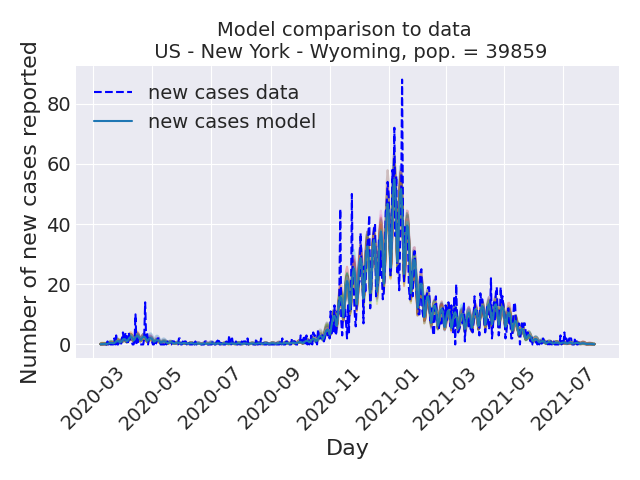 Model comparison to data
US - New York - Wyoming, pop. = 39859
Number of new cases reported
80
60
40
20
0
new cases data
new cases model
2020-03
2020-05
2020-07
2020-09
2020-11
2021-01
2021-03
2021-05
2021-07
Day